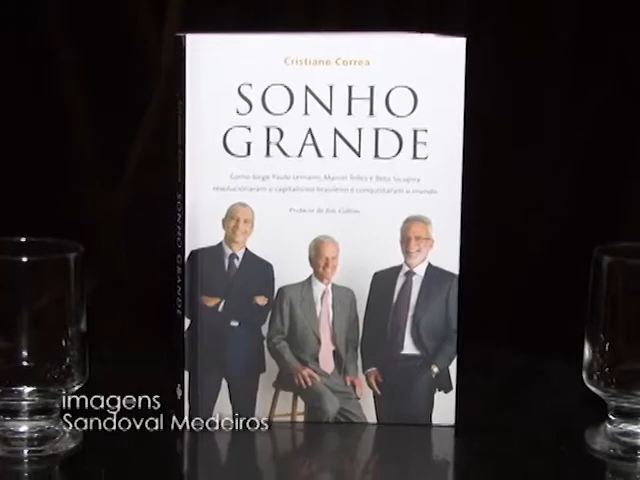 Cristiane Correa
SONHO
GRANDE
Como Jorge Paulo Lemann, Marcel Telles e Beto Sicupira
revolucionaram o capitalismo brasileiro e conquistaram o mundo
Prefácio de Jim Collins
SONHO GRANDE
imagens
Sandoval Medeiros